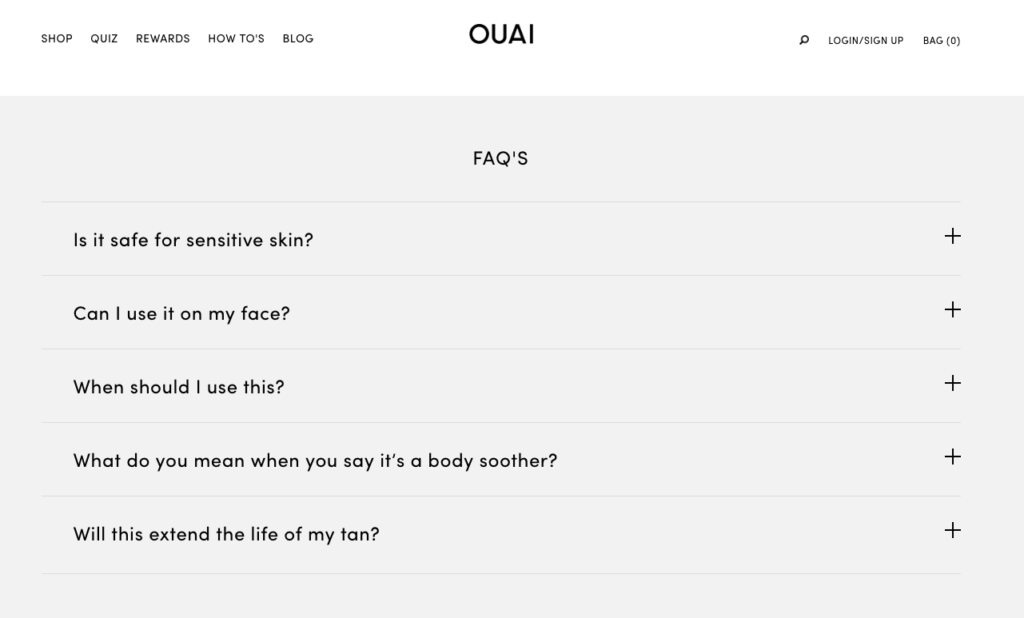 SHOP QUIZ REWARDS HOW TO'S BLOG OUAI LOGIN/SIGN UP BAG (0)
FAQ'S
Is it safe for sensitive skin?
Can I use it on my face?
When should I use this?
What do you mean when you say it’s a body soother?
Will this extend the life of my tan?